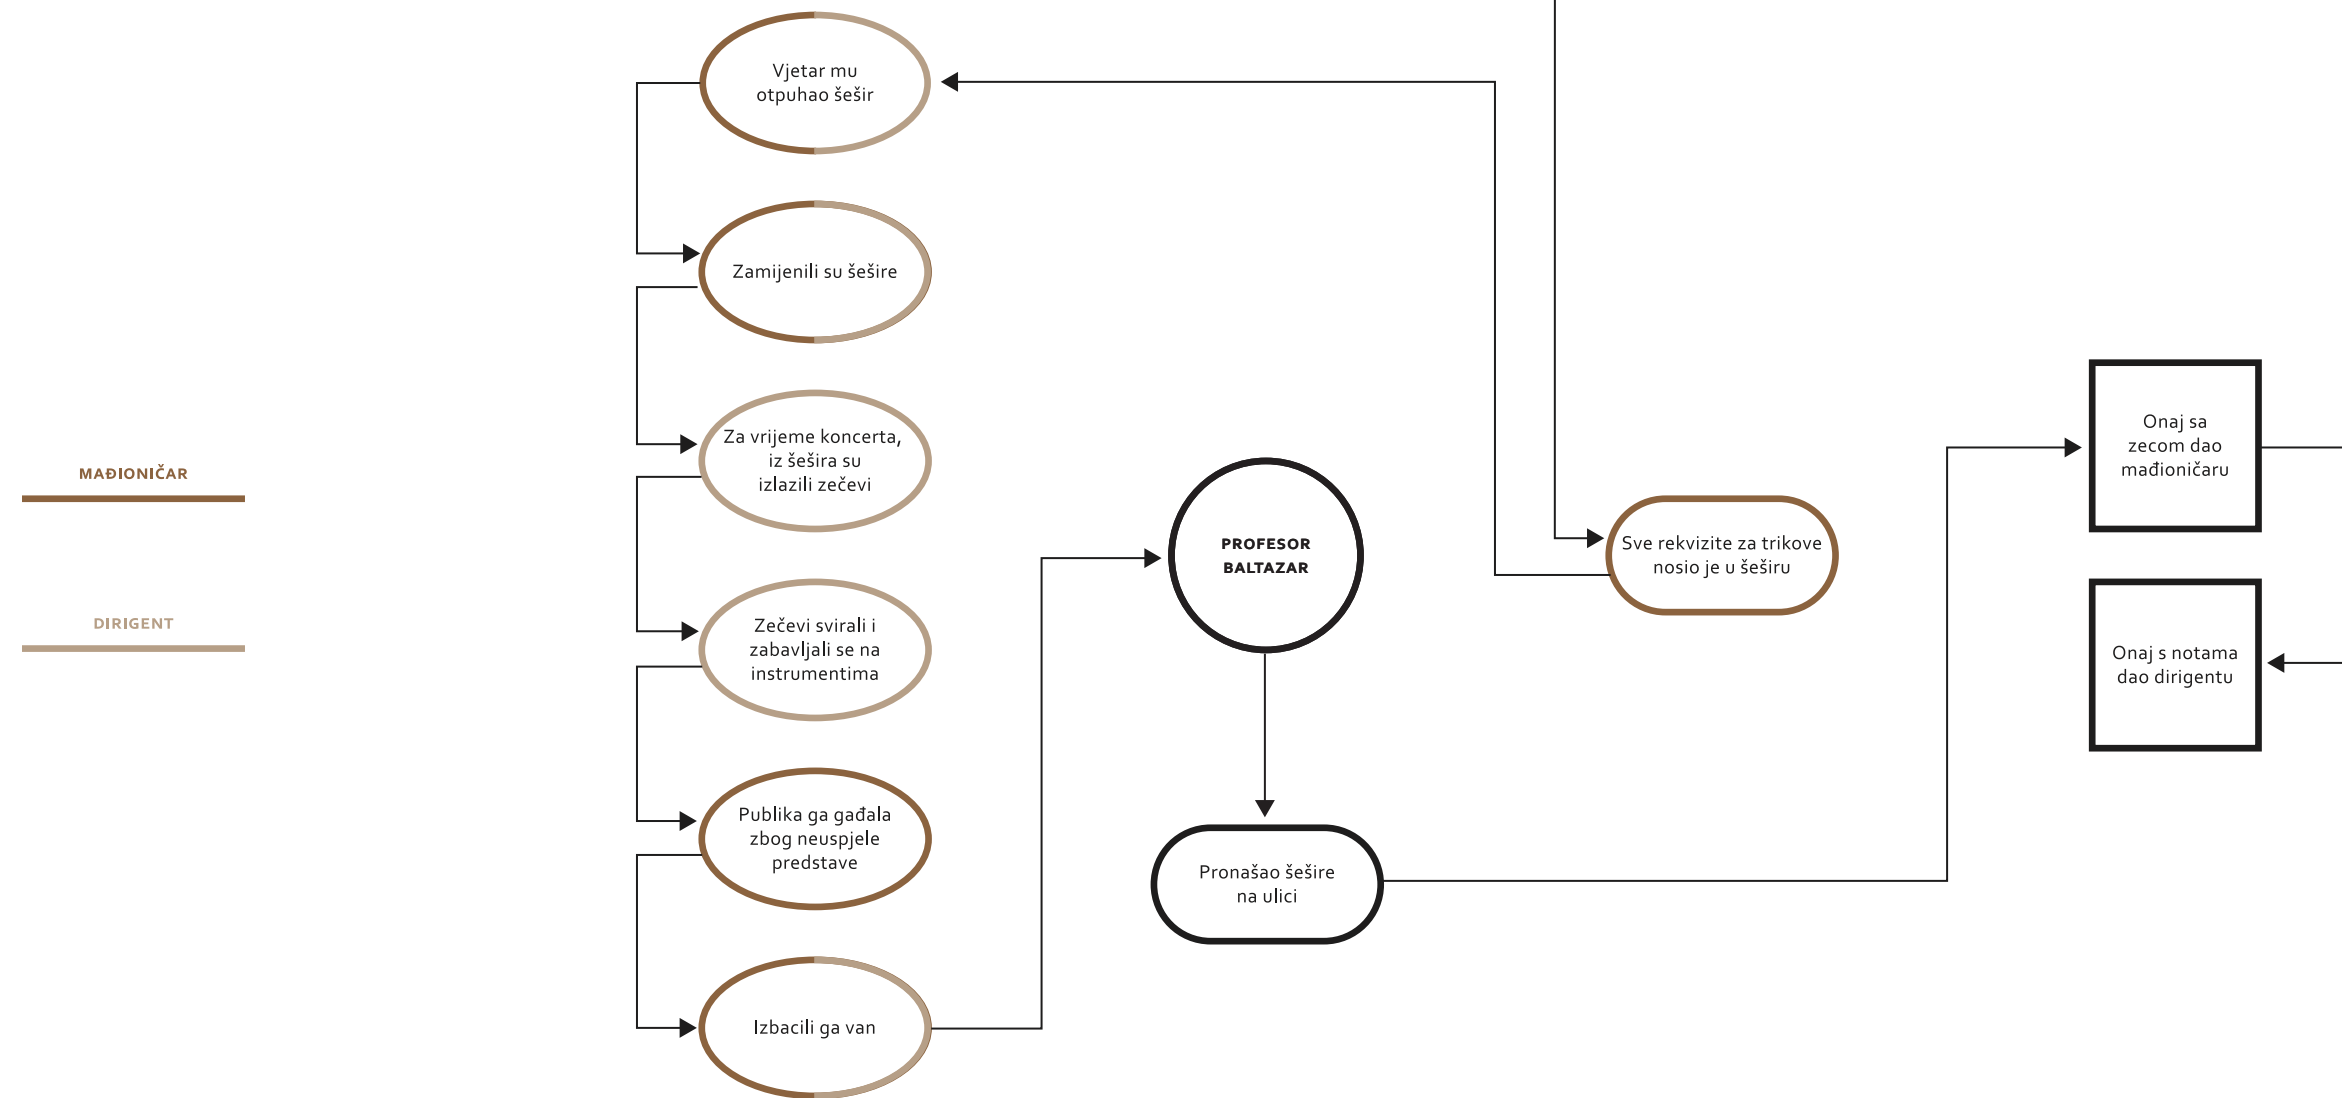 MAĐIONIČAR
DIRIGENT
Vjetar mu
otpuhao šešir
Zamijenili su šešire
Za vrijeme koncerta,
iz šešira su
izlazili zečevi
Zečevi svirali i
zabavljali se na
instrumentima
Publika ga gađala
zbog neuspjele
predstave
Izbacili ga van
PROFESOR
BALTAZAR
Pronašao šešire
na ulici
Sve rekvizite za trikove
nosio je u šeširu
Onaj sa
zecom dao
mađioničaru
Onaj s notama
dao dirigentu